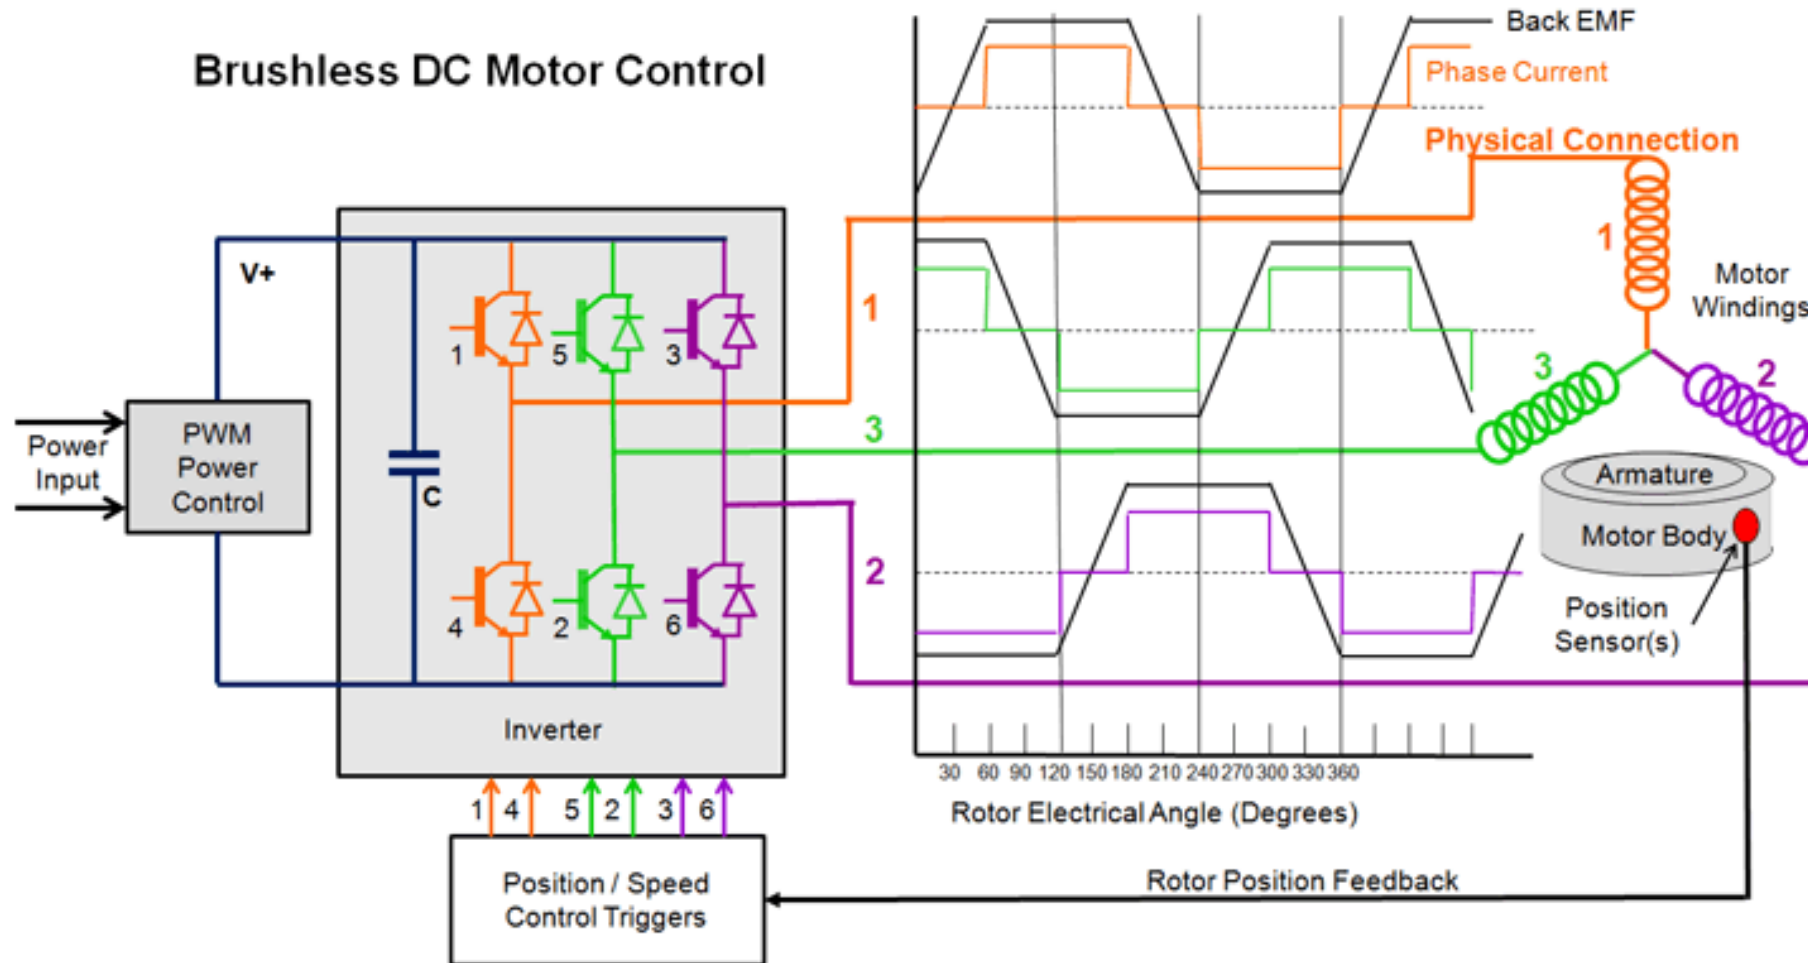 Brushless DC Motor Control
Back EMF
Phase Current
Physical Connection
V+
1
5
3
1
1
Motor
Windings
3
2
Power
Input
PWM
Power
Control
C
3
Armature
Motor Body
4
2
6
2
Position
Sensor(s)
Inverter
30 60 90 120 150 180 210 240 270 300 330 360
Rotor Electrical Angle (Degrees)
1 4 5 2 3 6
Position / Speed
Control Triggers
Rotor Position Feedback